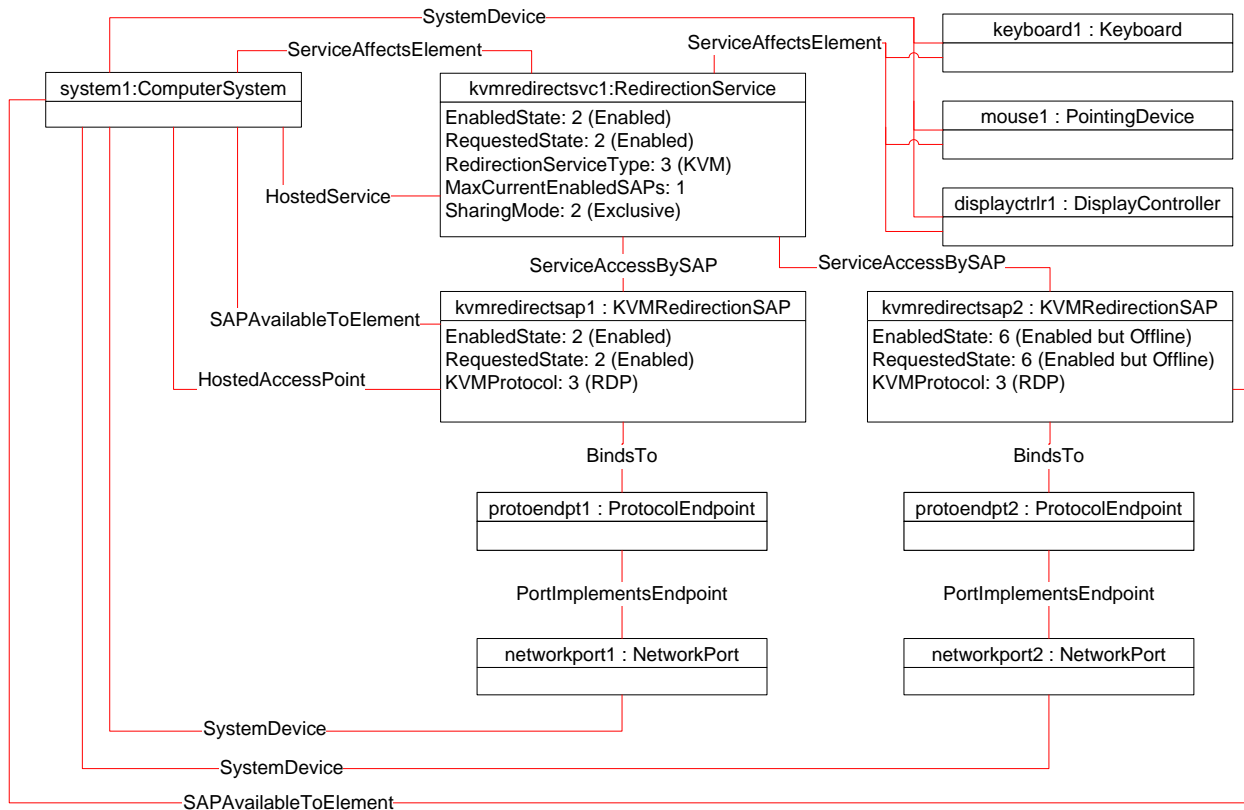 SystemDevice
keyboard1 : Keyboard
ServiceAffectsElement
ServiceAffectsElement
system1:ComputerSystem
kvmredirectsvc1:RedirectionService
EnabledState: 2 (Enabled)
RequestedState: 2 (Enabled)
RedirectionServiceType: 3 (KVM)
MaxCurrentEnabledSAPs: 1
SharingMode: 2 (Exclusive)
mouse1 : PointingDevice
HostedService
displayctrlr1 : DisplayController
ServiceAccessBySAP
ServiceAccessBySAP
kvmredirectsap1 : KVMRedirectionSAP
EnabledState: 2 (Enabled)
RequestedState: 2 (Enabled)
KVMProtocol: 3 (RDP)
kvmredirectsap2 : KVMRedirectionSAP
EnabledState: 6 (Enabled but Offline)
RequestedState: 6 (Enabled but Offline)
KVMProtocol: 3 (RDP)
SAPAvailableToElement
HostedAccessPoint
BindsTo
BindsTo
protoendpt1 : ProtocolEndpoint
protoendpt2 : ProtocolEndpoint
PortImplementsEndpoint
PortImplementsEndpoint
networkport1 : NetworkPort
networkport2 : NetworkPort
SystemDevice
SystemDevice
SAPAvailableToElement